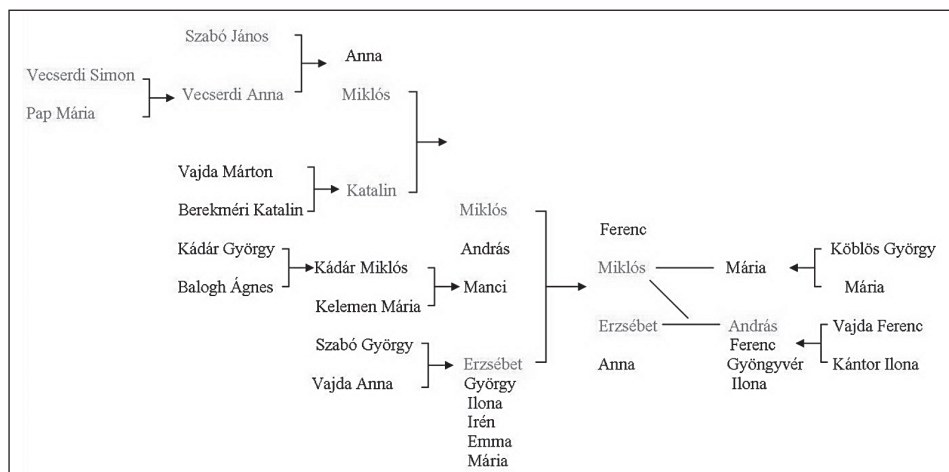 Szabó János
Anna
Vecserdi Simon
Vecserdi Anna
Miklós
Pap Mária
Vajda Márton
Katalin
Berekméri Katalin
Miklós
Ferenc
Kádár György
András
Köblös György
Kádár Miklós
Miklós
Mária
Balogh Ágnes
Manci
Mária
Kelemen Mária
Szabó György
Erzsébet
András
Vajda Ferenc
Ferenc
Erzsébet
Anna
Gyöngyvér
Kántor Ilona
Vajda Anna
György
Ilona
Ilona
Irén
Emma
Mária